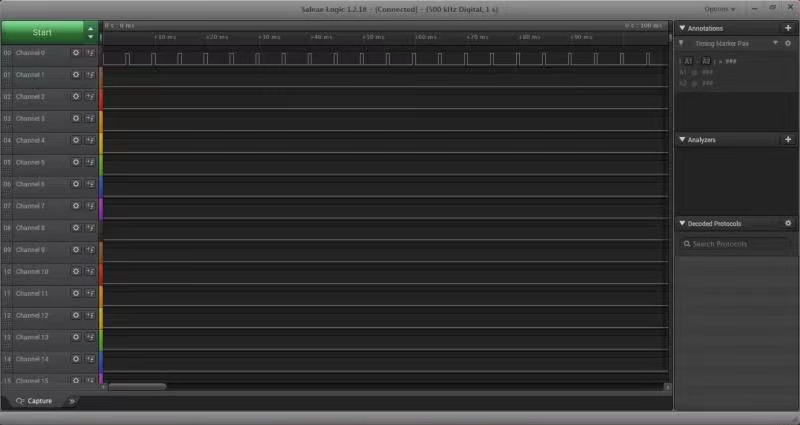 Saleae Logic 1.2.18 - [Connected] - [500 kHz Digital, 1 s]
Options
Start
0 s : 0 ms
0 s : 100 ms
+10 ms +20 ms +30 ms +40 ms +50 ms +60 ms +70 ms +80 ms +90 ms
00 Channel 0
01 Channel 1
02 Channel 2
03 Channel 3
04 Channel 4
05 Channel 5
06 Channel 6
07 Channel 7
08 Channel 8
09 Channel 9
10 Channel 10
11 Channel 11
12 Channel 12
13 Channel 13
14 Channel 14
15 Channel 15
Capture
Annotations
Timing Marker Pair
| A1 - A2 | = ###
A1 @ ###
A2 @ ###
Analyzers
Decoded Protocols
Search Protocols